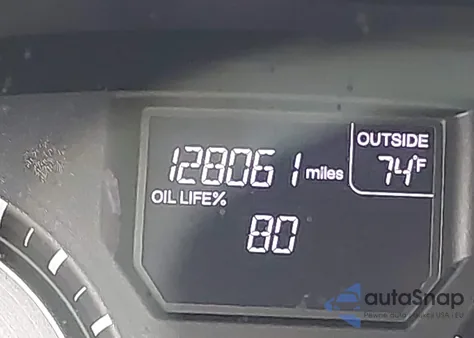 OUTSIDE
128061 miles 74°F
OIL LIFE%
80
autoSnap